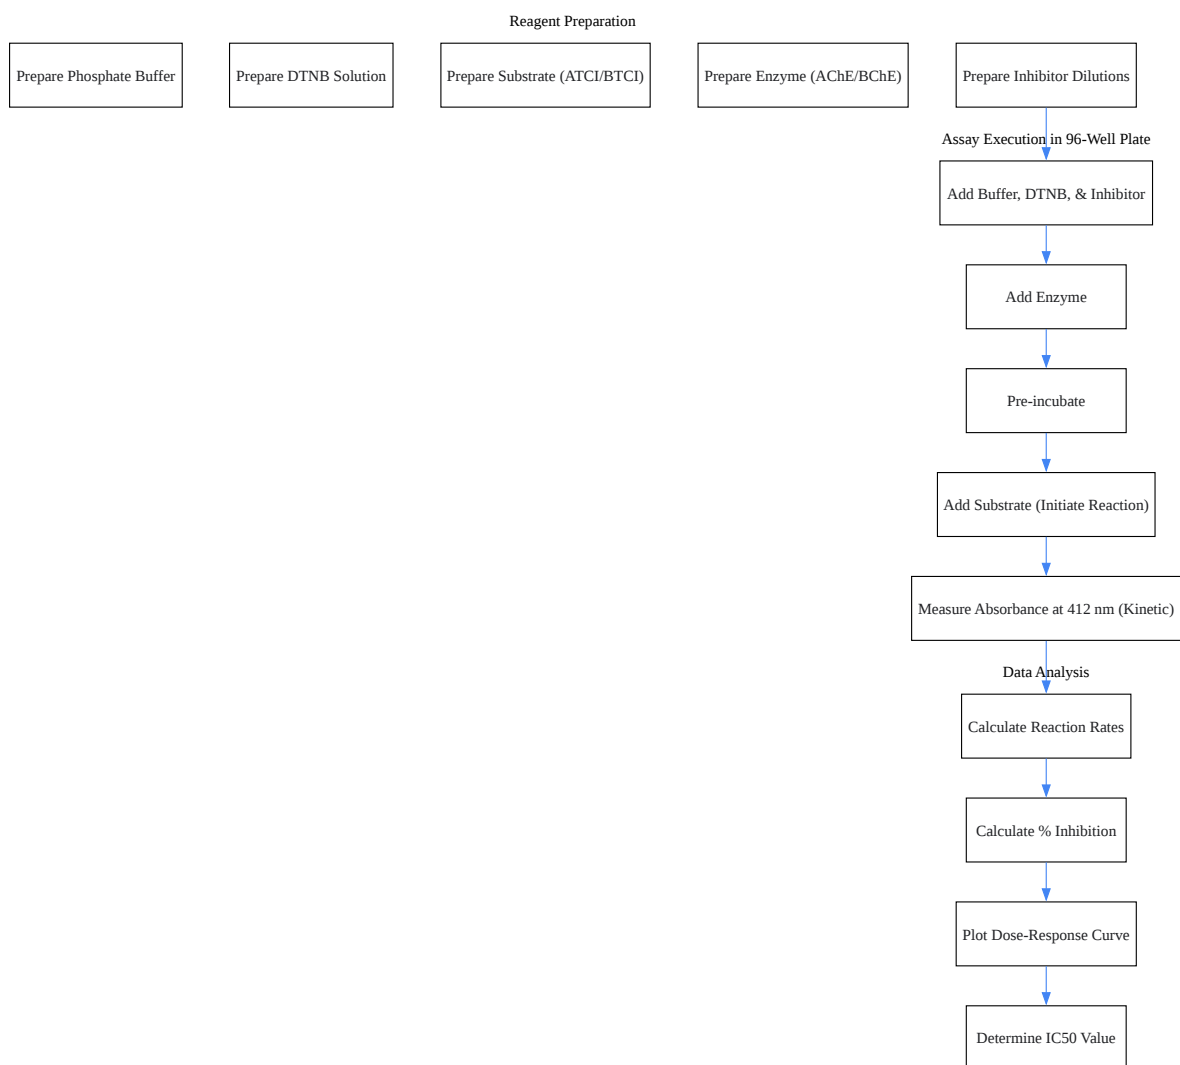 Reagent Preparation
Prepare Phosphate Buffer
Prepare DTNB Solution
Prepare Substrate (ATCI/BTCI)
Prepare Enzyme (AChE/BChE)
Prepare Inhibitor Dilutions
Assay Execution in 96-Well Plate
Add Buffer, DTNB, & Inhibitor
Add Enzyme
Pre-incubate
Add Substrate (Initiate Reaction)
Measure Absorbance at 412 nm (Kinetic)
Data Analysis
Calculate Reaction Rates
Calculate % Inhibition
Plot Dose-Response Curve
Determine IC50 Value